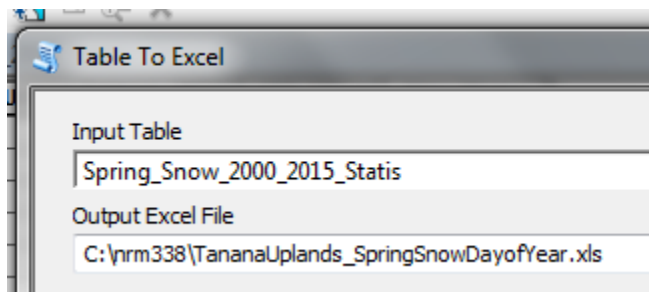 Table To Excel
Input Table
Spring_Snow_2000_2015_Statis
Output Excel File
C:\nrm338\TananaUplands_SpringSnowDayofYear.xls